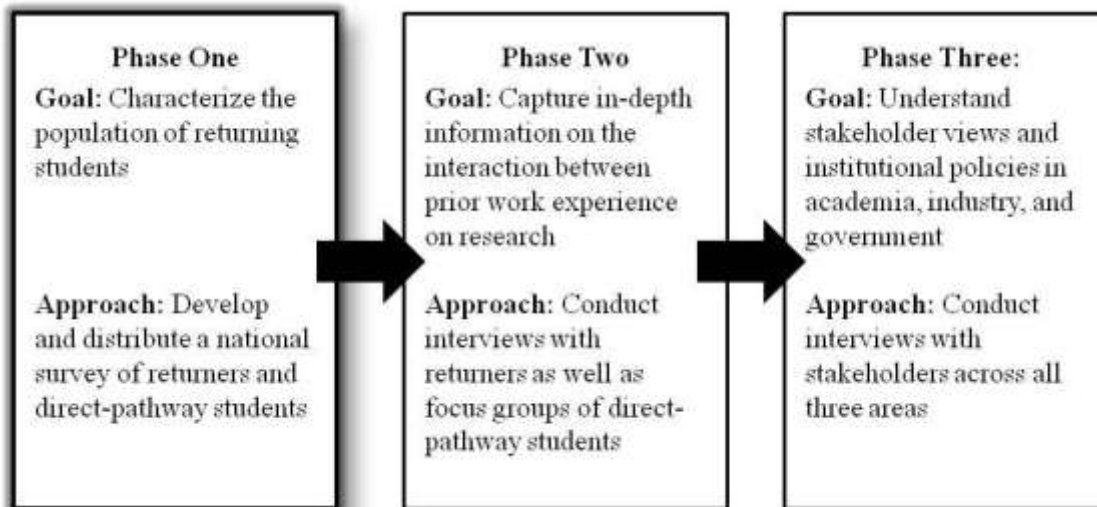 Phase One
Goal: Characterize the
population of returning
students
Approach: Develop
and distribute a national
survey of returners and
direct-pathway students
Phase Two
Goal: Capture in-depth
information on the
interaction between
prior work experience
on research
Approach: Conduct
interviews with
returners as well as
focus groups of direct-
pathway students
Phase Three:
Goal: Understand
stakeholder views and
institutional policies in
academia, industry, and
government
Approach: Conduct
interviews with
stakeholders across all
three areas